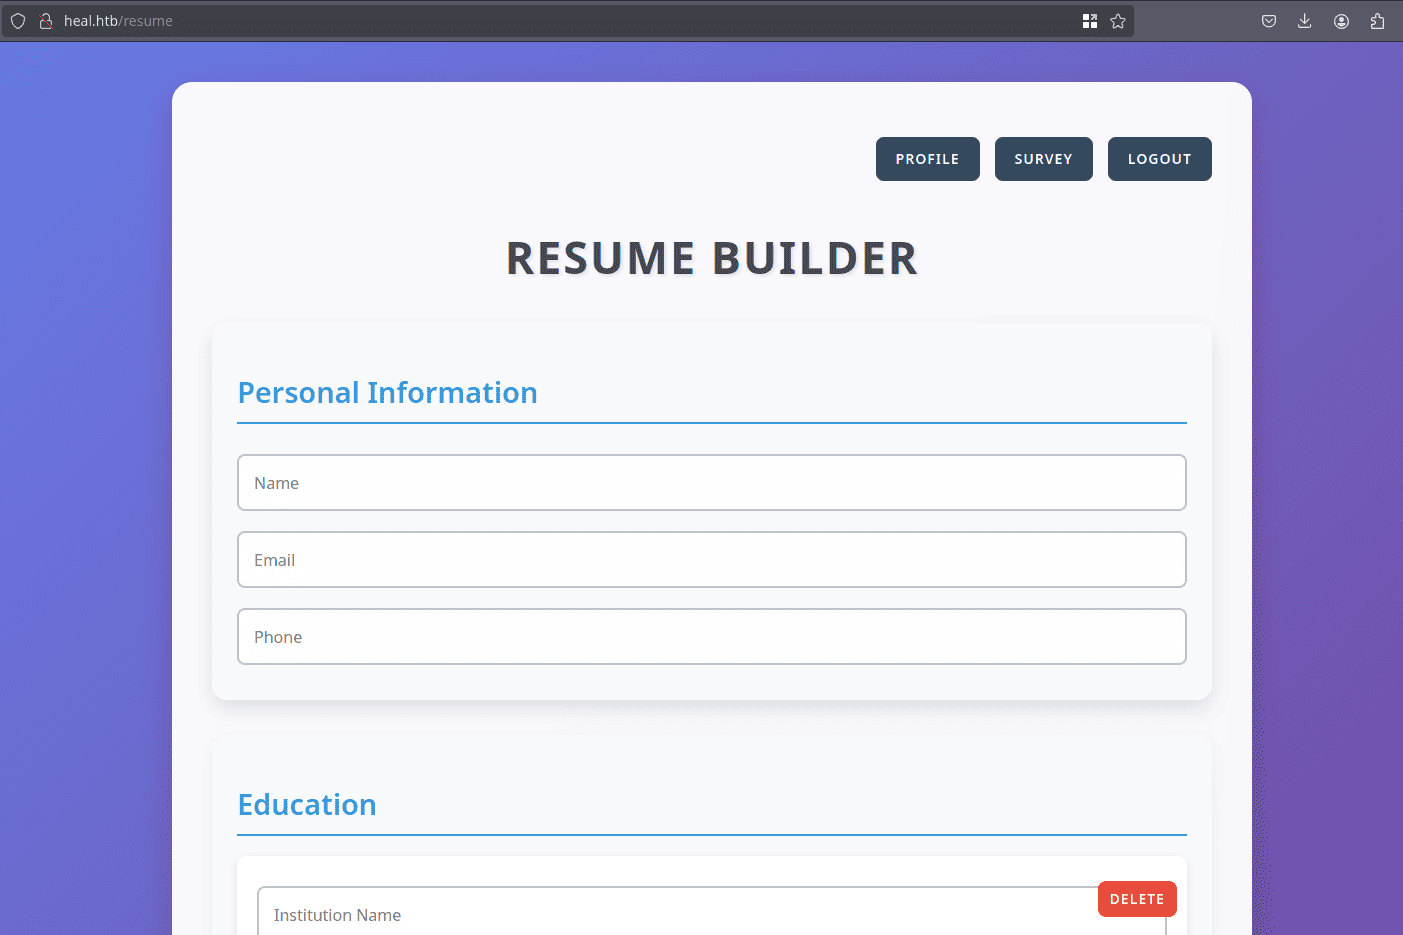 heal.htb/resume
PROFILE SURVEY LOGOUT
RESUME BUILDER
Personal Information
Name
Email
Phone
Education
DELETE
Institution Name